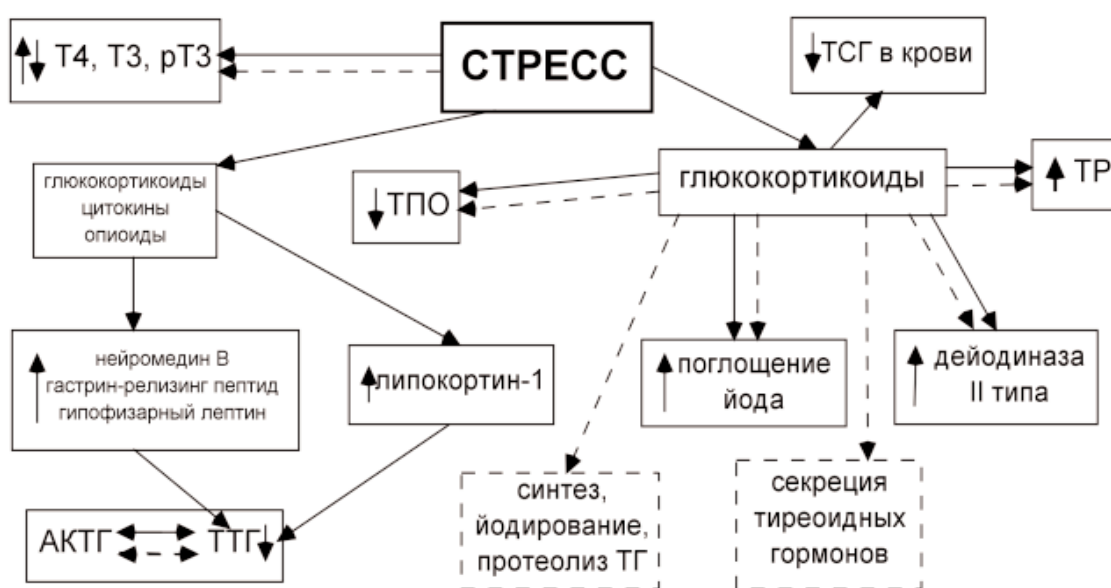 ↑↓ Т4, Т3, рТ3
СТРЕСС
↓ ТСГ в крови
глюкокортикоиды
цитокины
опиоиды
↓ ТПО
глюкокортикоиды
↑ ТР
↑ нейромедин В
гастрин-релизинг пептид
гипофизарный лептин
↑ липокортин-1
↑ поглощение
йода
↑ дейодиназа
II типа
АКТГ ТТГ ↓
синтез,
йодирование,
протеолиз ТГ
секреция
тиреоидных
гормонов